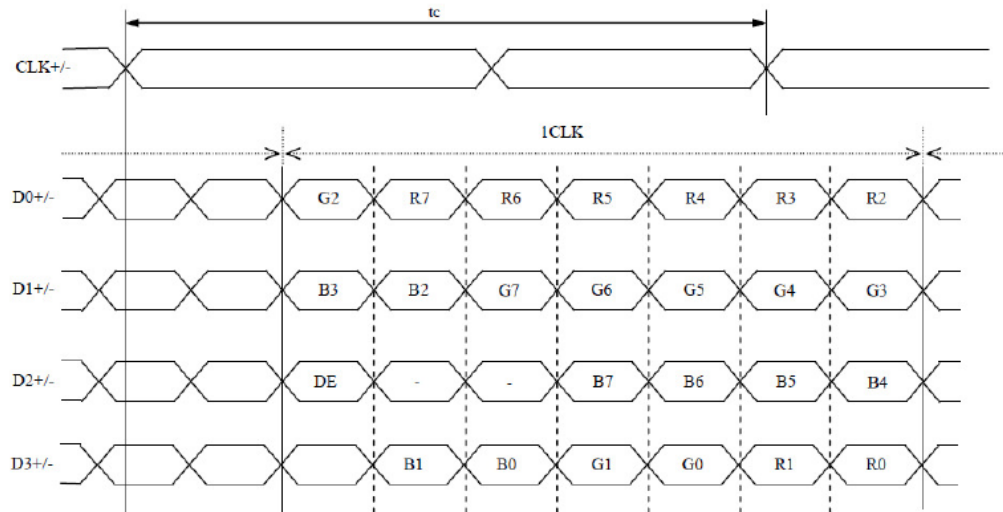 tc
CLK+/-
1CLK
D0+/- G2 R7 R6 R5 R4 R3 R2
D1+/- B3 B2 G7 G6 G5 G4 G3
D2+/- DE - - B7 B6 B5 B4
D3+/- B1 B0 G1 G0 R1 R0